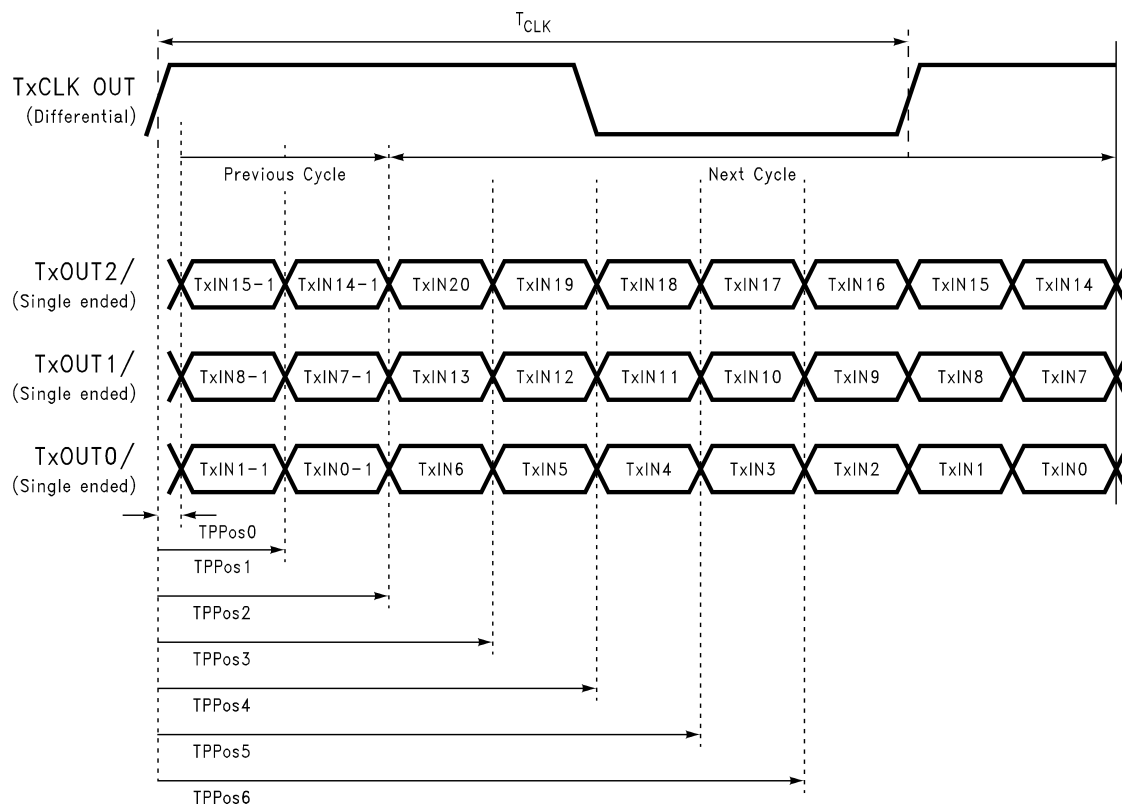 TCLK
TxCLK OUT
(Differential)
Previous Cycle
Next Cycle
TxOUT2/
(Single ended)
TxIN15-1 TxIN14-1 TxIN20 TxIN19 TxIN18 TxIN17 TxIN16 TxIN15 TxIN14
TxOUT1/
(Single ended)
TxIN8-1 TxIN7-1 TxIN13 TxIN12 TxIN11 TxIN10 TxIN9 TxIN8 TxIN7
TxOUT0/
(Single ended)
TxIN1-1 TxIN0-1 TxIN6 TxIN5 TxIN4 TxIN3 TxIN2 TxIN1 TxIN0
TPPos0
TPPos1
TPPos2
TPPos3
TPPos4
TPPos5
TPPos6